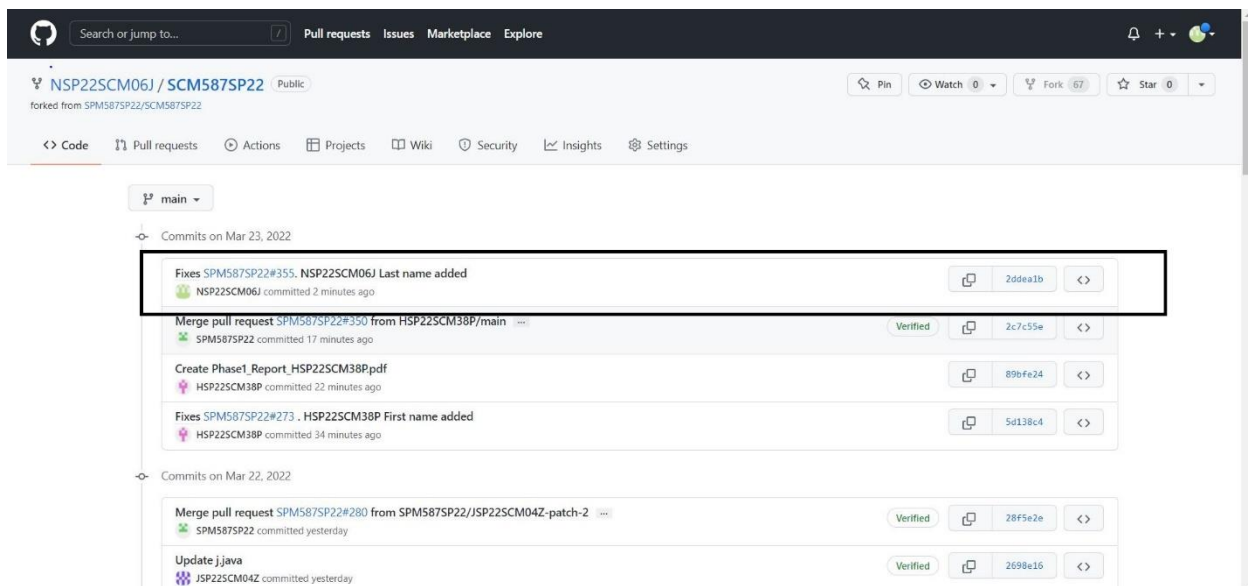 Search or jump to... / Pull requests Issues Marketplace Explore
NSP22SCM06J / SCM587SP22 Public Pin Watch 0 Fork 67 Star 0
forked from SPM587SP22/SCM587SP22
Code Pull requests Actions Projects Wiki Security Insights Settings
main
Commits on Mar 23, 2022
Fixes SPM587SP22#355. NSP22SCM06J Last name added
NSP22SCM06J committed 2 minutes ago
2ddea1b
Merge pull request SPM587SP22#350 from HSP22SCM38P/main ...
SPM587SP22 committed 17 minutes ago
Verified 2c7c55e
Create Phase1_Report_HSP22SCM38P.pdf
HSP22SCM38P committed 22 minutes ago
89bfe24
Fixes SPM587SP22#273 . HSP22SCM38P First name added
HSP22SCM38P committed 34 minutes ago
5d138c4
Commits on Mar 22, 2022
Merge pull request SPM587SP22#280 from SPM587SP22/JSP22SCM04Z-patch-2 ...
SPM587SP22 committed yesterday
Verified 28f5e2e
Update j.java
JSP22SCM04Z committed yesterday
Verified 2698e16